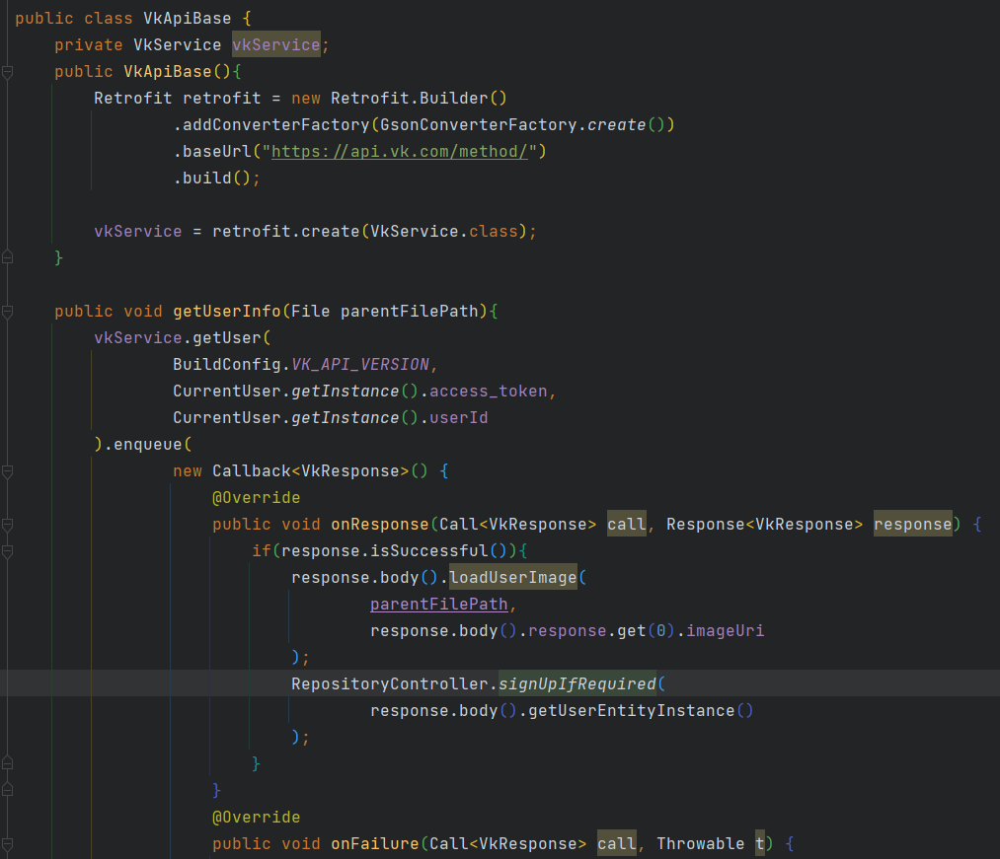 public class VkApiBase {
    private VkService vkService;
    public VkApiBase(){
        Retrofit retrofit = new Retrofit.Builder()
                .addConverterFactory(GsonConverterFactory.create())
                .baseUrl("https://api.vk.com/method/")
                .build();

        vkService = retrofit.create(VkService.class);
    }

    public void getUserInfo(File parentFilePath){
        vkService.getUser(
                BuildConfig.VK_API_VERSION,
                CurrentUser.getInstance().access_token,
                CurrentUser.getInstance().userId
        ).enqueue(
                new Callback<VkResponse>() {
                    @Override
                    public void onResponse(Call<VkResponse> call, Response<VkResponse> response) {
                        if(response.isSuccessful()){
                            response.body().loadUserImage(
                                    parentFilePath,
                                    response.body().response.get(0).imageUri
                            );
                            RepositoryController.signUpIfRequired(
                                    response.body().getUserEntityInstance()
                            );
                        }
                    }
                    @Override
                    public void onFailure(Call<VkResponse> call, Throwable t) {